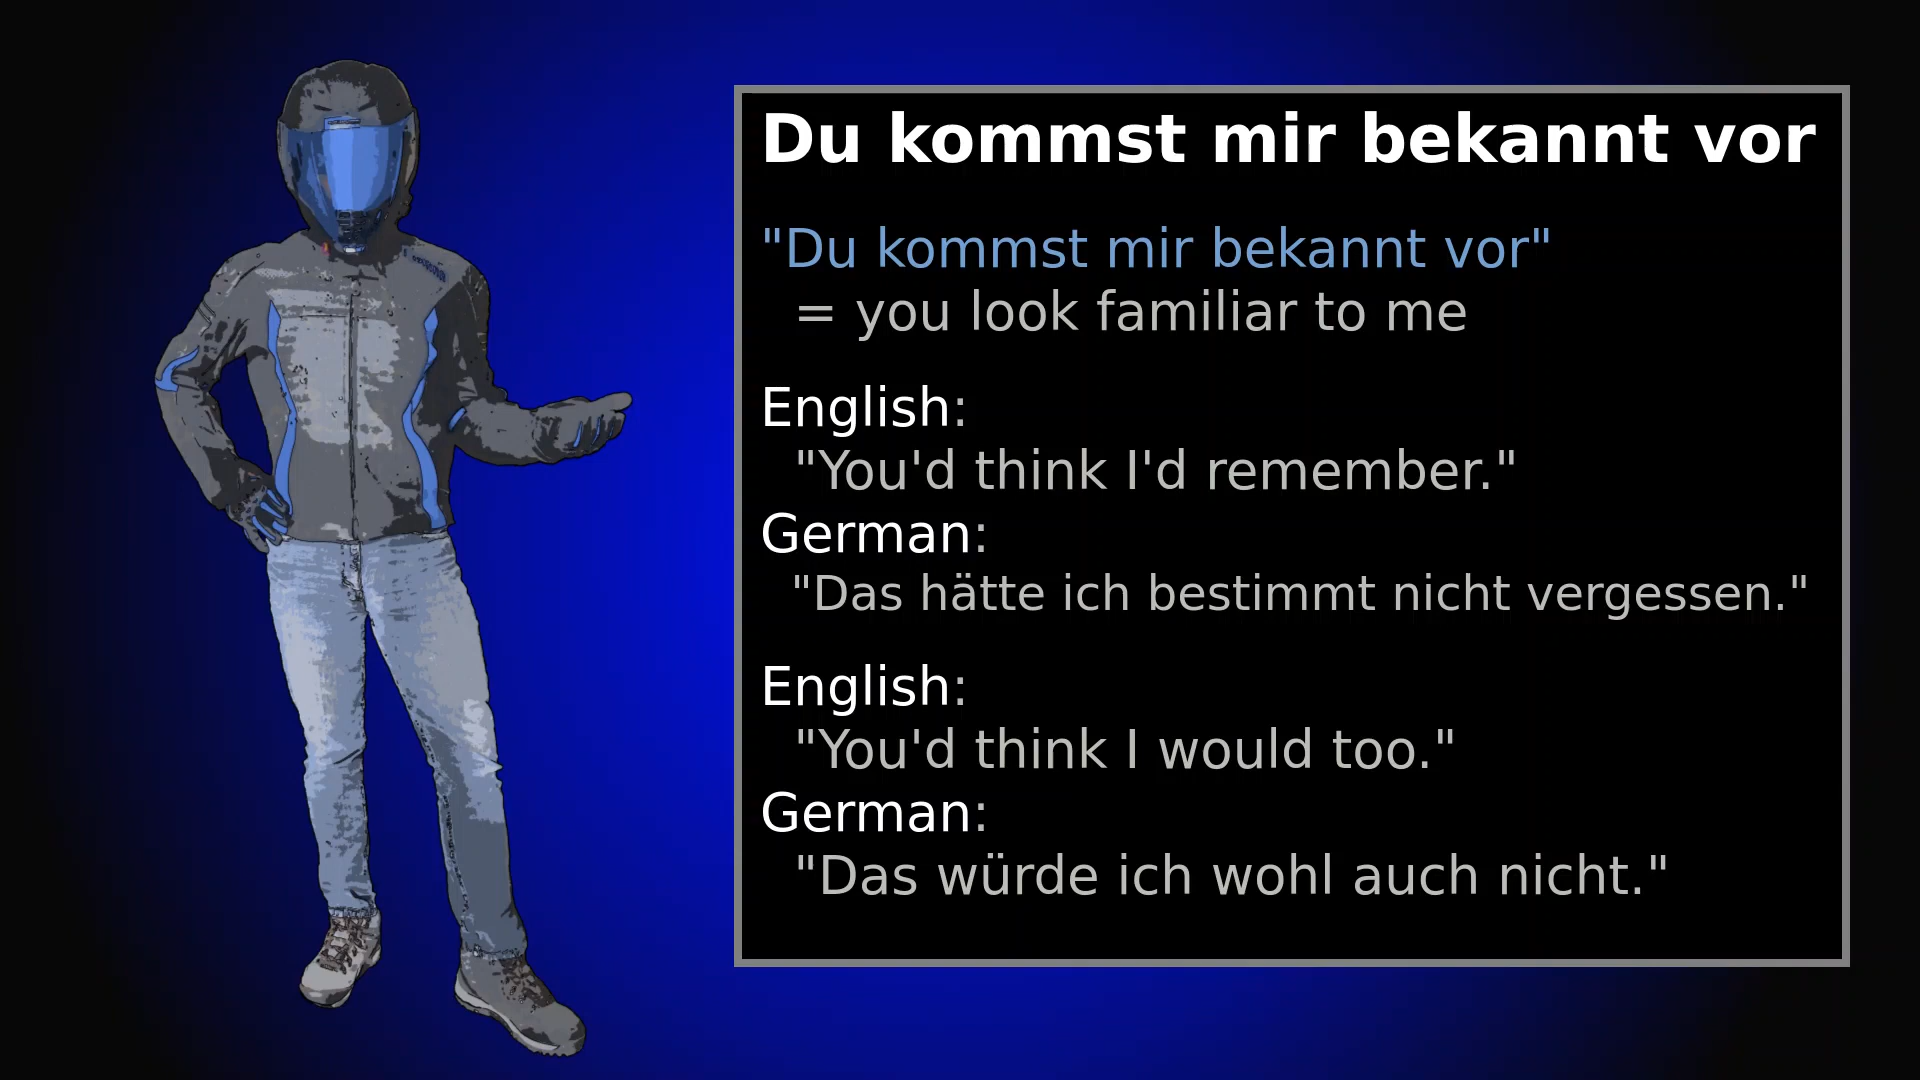 Du kommst mir bekannt vor
"Du kommst mir bekannt vor"
= you look familiar to me
English:
"You'd think I'd remember."
German:
"Das hätte ich bestimmt nicht vergessen."
English:
"You'd think I would too."
German:
"Das würde ich wohl auch nicht."